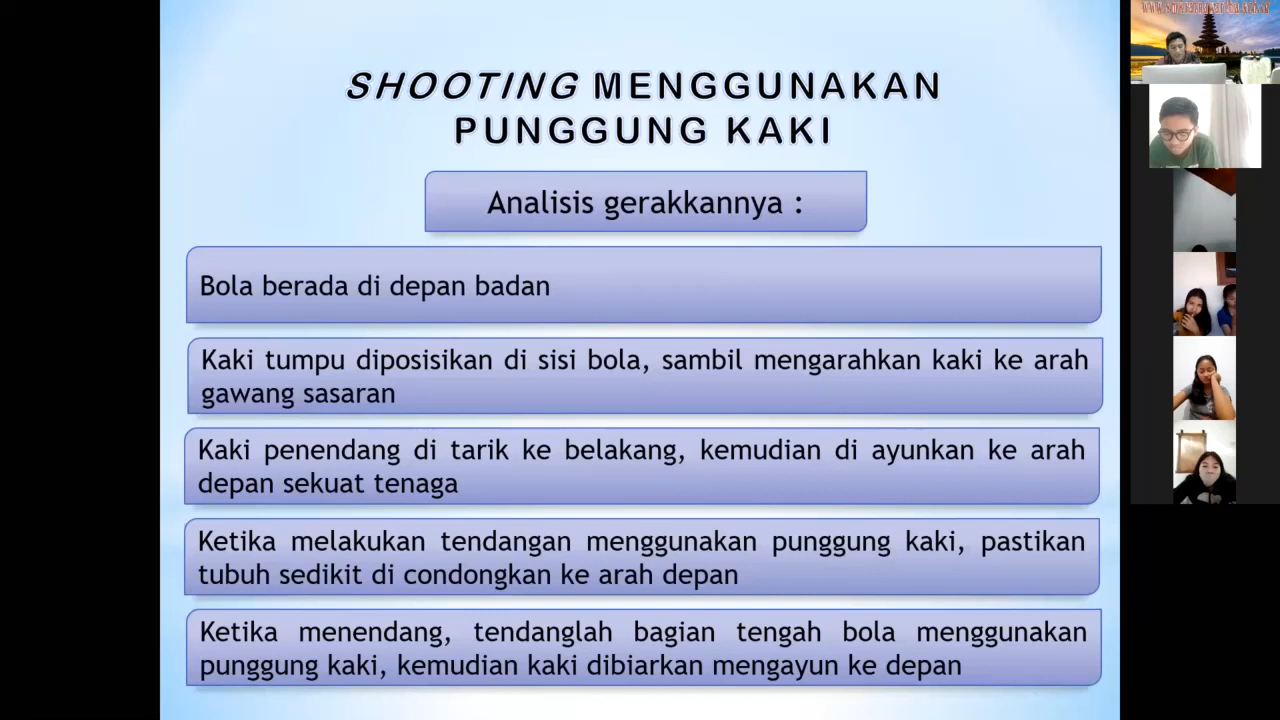 SHOOTING MENGGUNAKAN
PUNGGUNG KAKI
Analisis gerakkannya :
Bola berada di depan badan
Kaki tumpu diposisikan di sisi bola, sambil mengarahkan kaki ke arah
gawang sasaran
Kaki penendang di tarik ke belakang, kemudian di ayunkan ke arah
depan sekuat tenaga
Ketika melakukan tendangan menggunakan punggung kaki, pastikan
tubuh sedikit di condongkan ke arah depan
Ketika menendang, tendanglah bagian tengah bola menggunakan
punggung kaki, kemudian kaki dibiarkan mengayun ke depan